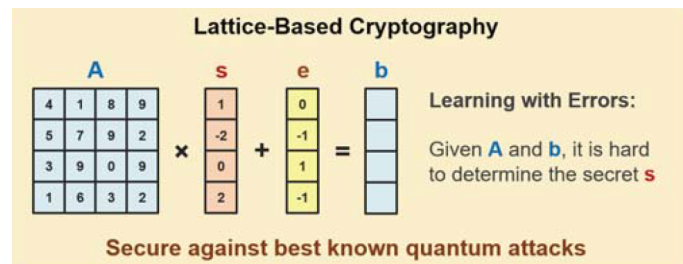 Lattice-Based Cryptography
A s e b
4 1 8 9 1 0
5 7 9 2 -2 -1
× + =
3 9 0 9 0 1
1 6 3 2 2 -1
Learning with Errors:
Given A and b, it is hard
to determine the secret s
Secure against best known quantum attacks